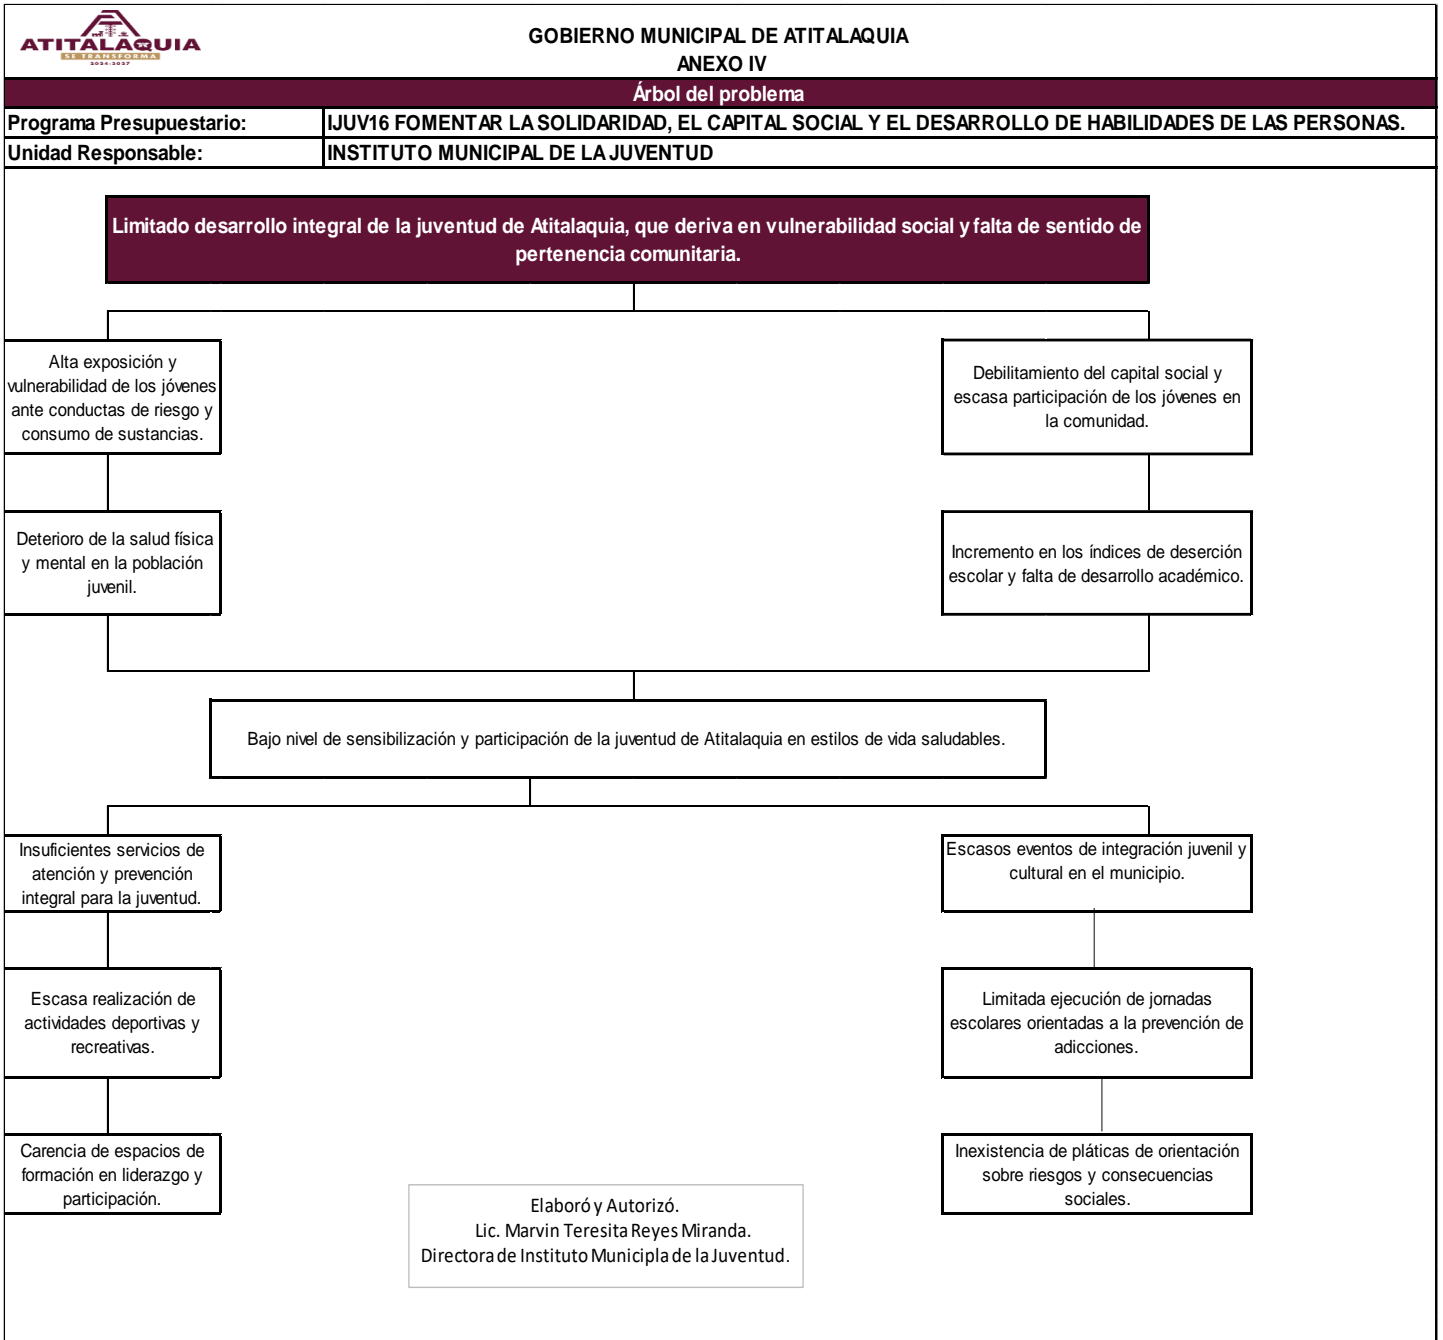 ATITALAQUIA
SE TRANSFORMA
2024-2027
GOBIERNO MUNICIPAL DE ATITALAQUIA
ANEXO IV
Árbol del problema
Programa Presupuestario:
IJUV16 FOMENTAR LA SOLIDARIDAD, EL CAPITAL SOCIAL Y EL DESARROLLO DE HABILIDADES DE LAS PERSONAS.
Unidad Responsable:
INSTITUTO MUNICIPAL DE LA JUVENTUD
Limitado desarrollo integral de la juventud de Atitalaquia, que deriva en vulnerabilidad social y falta de sentido de
pertenencia comunitaria.
Alta exposición y
vulnerabilidad de los jóvenes
ante conductas de riesgo y
consumo de sustancias.
Debilitamiento del capital social y
escasa participación de los jóvenes en
la comunidad.
Deterioro de la salud física
y mental en la población
juvenil.
Incremento en los índices de deserción
escolar y falta de desarrollo académico.
Bajo nivel de sensibilización y participación de la juventud de Atitalaquia en estilos de vida saludables.
Insuficientes servicios de
atención y prevención
integral para la juventud.
Escasos eventos de integración juvenil y
cultural en el municipio.
Escasa realización de
actividades deportivas y
recreativas.
Limitada ejecución de jornadas
escolares orientadas a la prevención de
adicciones.
Carencia de espacios de
formación en liderazgo y
participación.
Inexistencia de pláticas de orientación
sobre riesgos y consecuencias
sociales.
Elaboró y Autorizó.
Lic. Marvin Teresita Reyes Miranda.
Directora de Instituto Municipla de la Juventud.